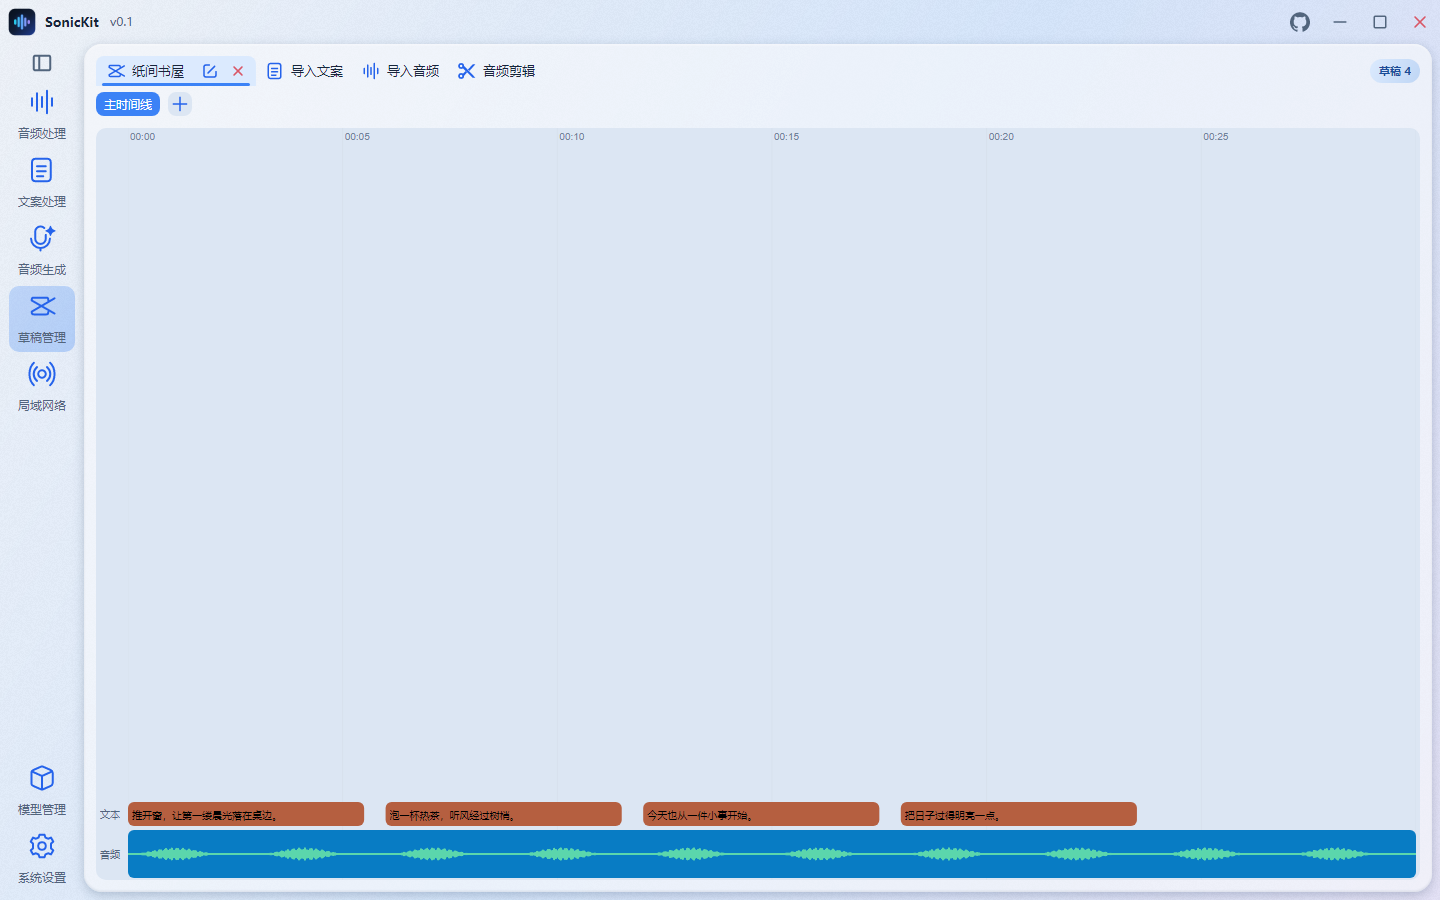 SonicKit v0.1
音频处理
文案处理
音频生成
草稿管理
局域网络
模型管理
系统设置
纸间书屋 导入文案 导入音频 音频剪辑 草稿 4
主时间线
00:00 00:05 00:10 00:15 00:20 00:25
文本 推开窗，让第一缕晨光落在桌边。 泡一杯热茶，听风经过树梢。 今天也从一件小事开始。 把日子过得明亮一点。
音频